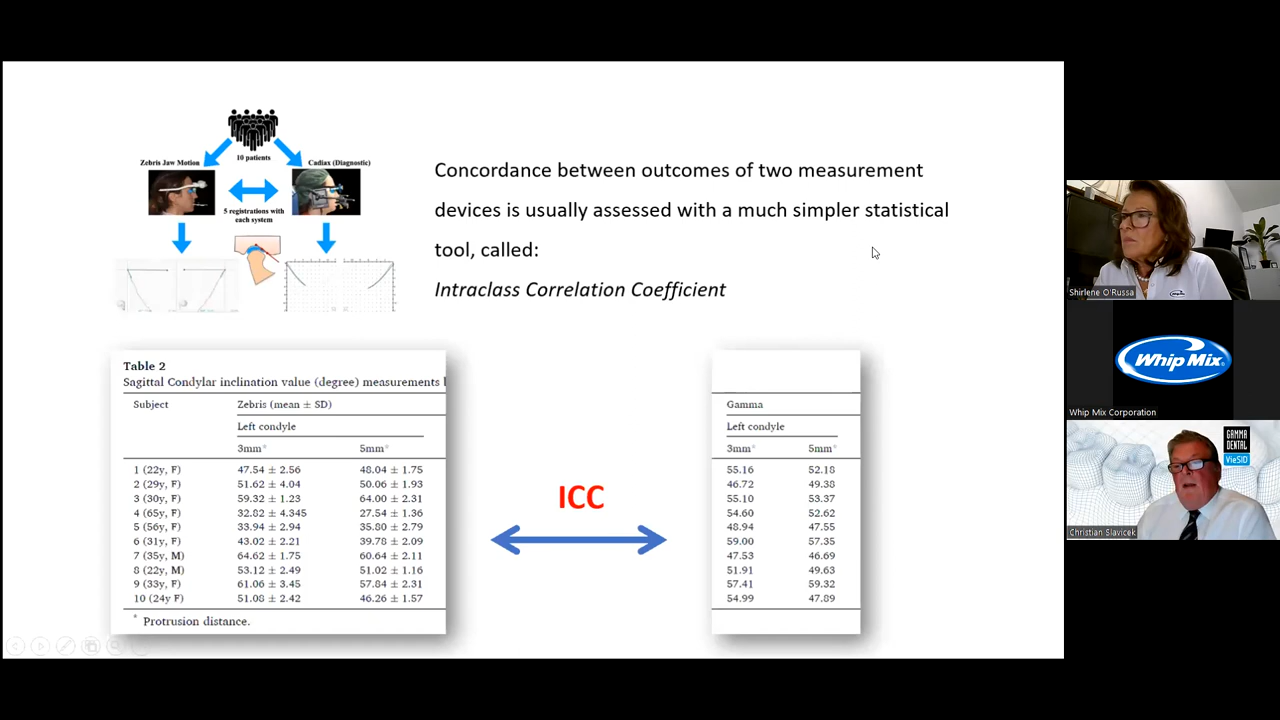 10 patients
Zebris Jaw Motion
Cadiax (Diagnostic)
5 registrations with
each system
Concordance between outcomes of two measurement
devices is usually assessed with a much simpler statistical
tool, called:
Intraclass Correlation Coefficient
Table 2
Sagittal Condylar inclination value (degree) measurements
Subject Zebris (mean ± SD)
Left condyle
3mm* 5mm*
1 (22y, F) 47.54 ± 2.56 48.04 ± 1.75
2 (29y, F) 51.62 ± 4.04 50.06 ± 1.93
3 (30y, F) 59.32 ± 1.23 64.00 ± 2.31
4 (65y, F) 32.82 ± 4.345 27.54 ± 1.36
5 (56y, F) 33.94 ± 2.94 35.80 ± 2.79
6 (31y, F) 43.02 ± 2.21 39.78 ± 2.09
7 (35y, M) 64.62 ± 1.75 60.64 ± 2.11
8 (22y, M) 53.12 ± 2.49 51.02 ± 1.16
9 (33y, F) 61.06 ± 3.45 57.84 ± 2.31
10 (24y F) 51.08 ± 2.42 46.26 ± 1.57
* Protrusion distance.
ICC
Gamma
Left condyle
3mm* 5mm*
55.16 52.18
46.72 49.38
55.10 53.37
54.60 52.62
48.94 47.55
59.00 57.35
47.53 46.69
51.91 49.63
57.41 59.32
54.99 47.89
Shirlene O'Russa
Whip Mix
Whip Mix Corporation
GAMMA
DENTAL
VieSID
Christian Slavicek